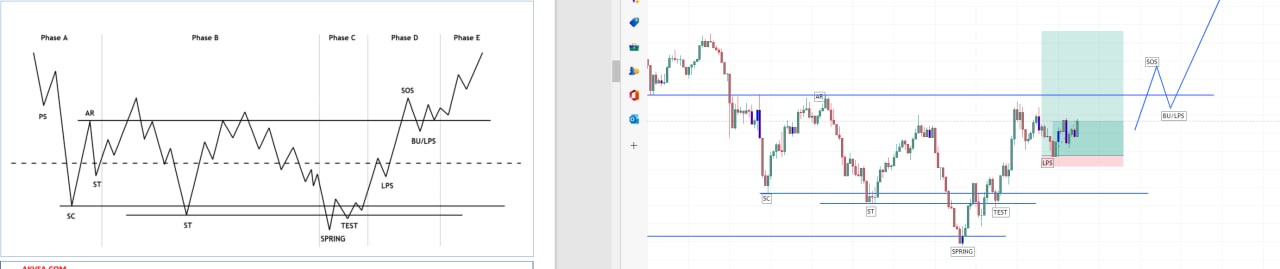 Phase A
Phase B
Phase C
Phase D
Phase E
PS
AR
SOS
BU/LPS
ST
LPS
SC
ST
TEST
SPRING
SOS
AR
BU/LPS
LPS
SC
ST
TEST
SPRING